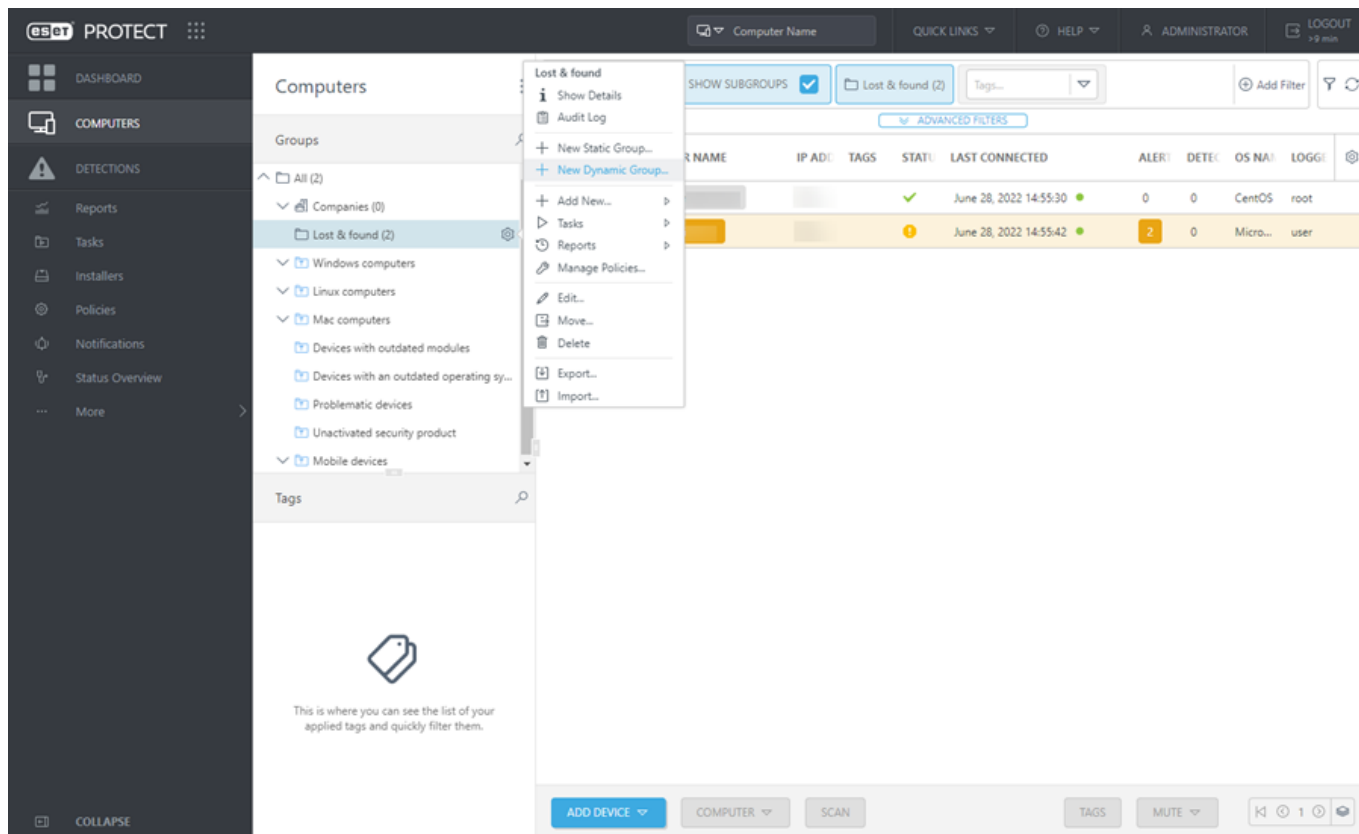 eset PROTECT
Computer Name
QUICK LINKS
HELP
ADMINISTRATOR
LOGOUT
>9 min
DASHBOARD
COMPUTERS
DETECTIONS
Reports
Tasks
Installers
Policies
Notifications
Status Overview
More
COLLAPSE
Computers
Groups
All (2)
Companies (0)
Lost & found (2)
Windows computers
Linux computers
Mac computers
Devices with outdated modules
Devices with an outdated operating sy...
Problematic devices
Unactivated security product
Mobile devices
Tags
This is where you can see the list of your
applied tags and quickly filter them.
Lost & found
Show Details
Audit Log
New Static Group...
New Dynamic Group...
Add New...
Tasks
Reports
Manage Policies...
Edit...
Move...
Delete
Export...
Import...
SHOW SUBGROUPS
Lost & found (2)
Tags...
Add Filter
ADVANCED FILTERS
R NAME IP ADD TAGS STATU LAST CONNECTED ALERT DETEC OS NAM LOGGE
June 28, 2022 14:55:30 0 0 CentOS root
June 28, 2022 14:55:42 2 0 Micro... user
ADD DEVICE
COMPUTER
SCAN
TAGS
MUTE
1